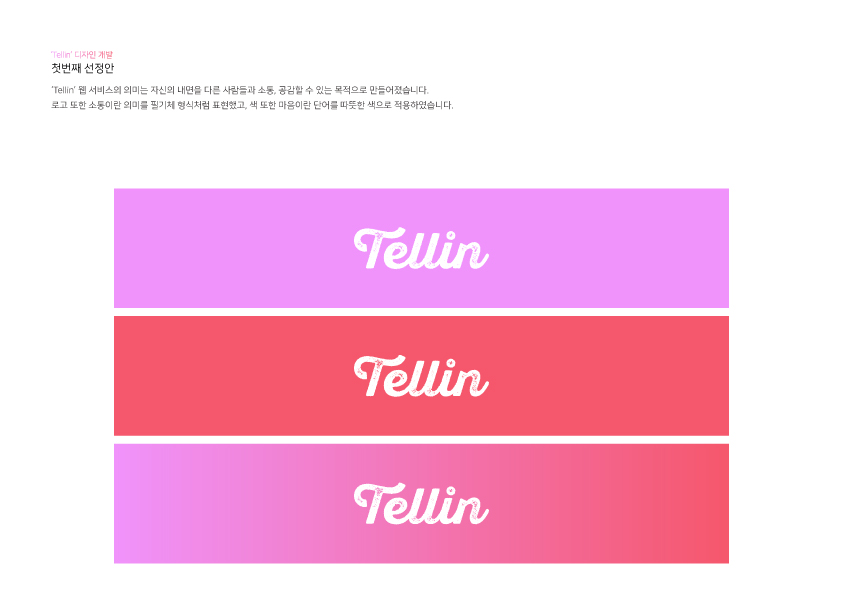 'Tellin' 디자인 개발
첫번째 선정안
'Tellin' 웹 서비스의 의미는 자신의 내면을 다른 사람들과 소통, 공감할 수 있는 목적으로 만들어졌습니다.
로고 또한 소통이란 의미를 필기체 형식처럼 표현했고, 색 또한 마음이란 단어를 따뜻한 색으로 적용하였습니다.
Tellin
Tellin
Tellin